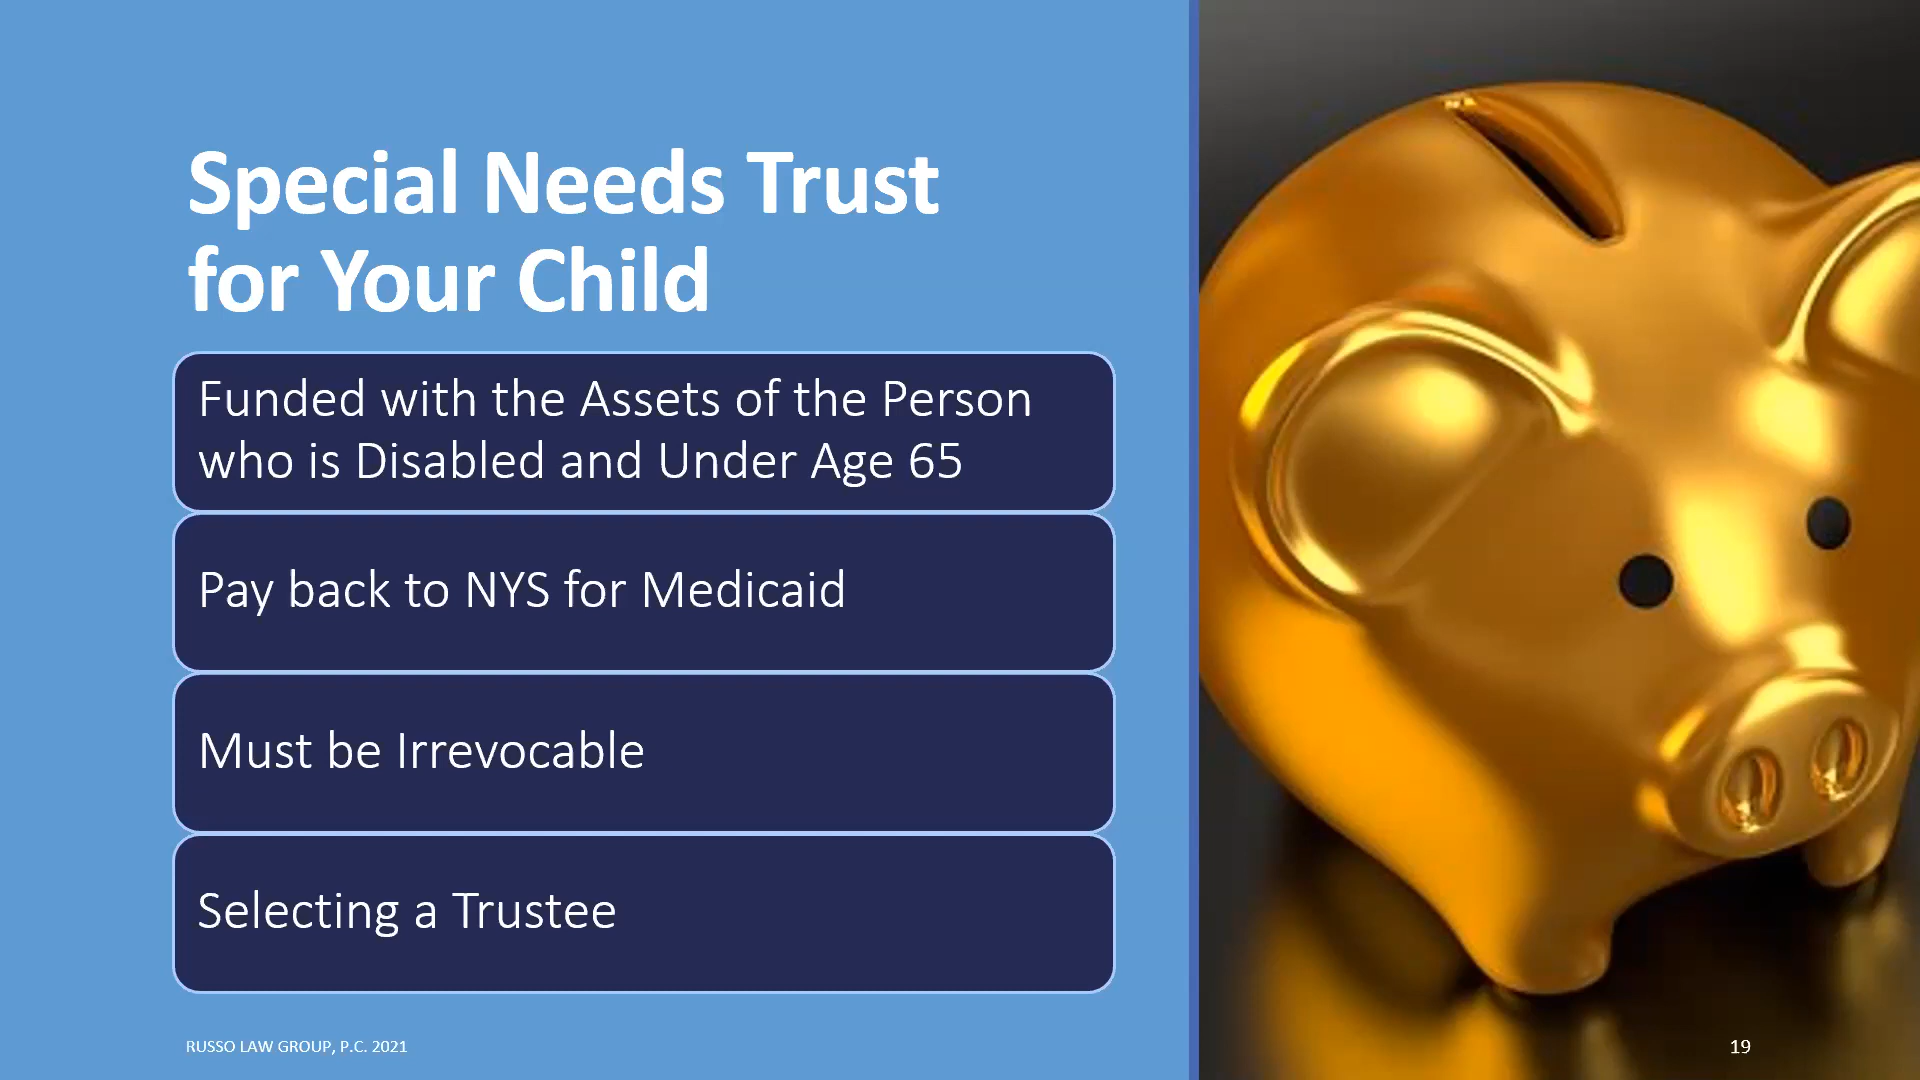 Special Needs Trust
for Your Child
Funded with the Assets of the Person
who is Disabled and Under Age 65
Pay back to NYS for Medicaid
Must be Irrevocable
Selecting a Trustee
RUSSO LAW GROUP, P.C. 2021
19